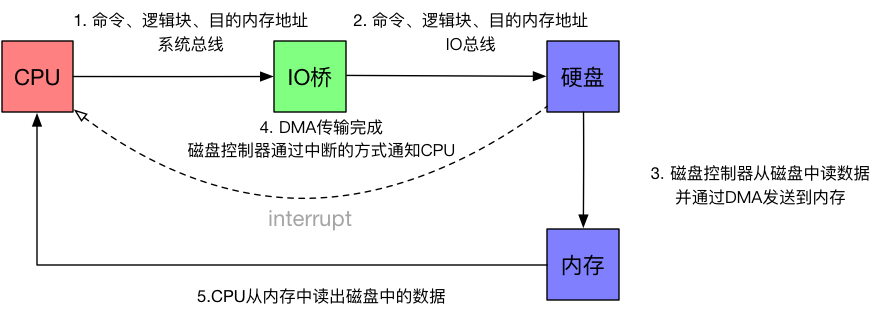 1. 命令、逻辑块、目的内存地址
系统总线
2. 命令、逻辑块、目的内存地址
IO总线
CPU
IO桥
硬盘
4. DMA传输完成
磁盘控制器通过中断的方式通知CPU
3. 磁盘控制器从磁盘中读数据
并通过DMA发送到内存
interrupt
内存
5.CPU从内存中读出磁盘中的数据